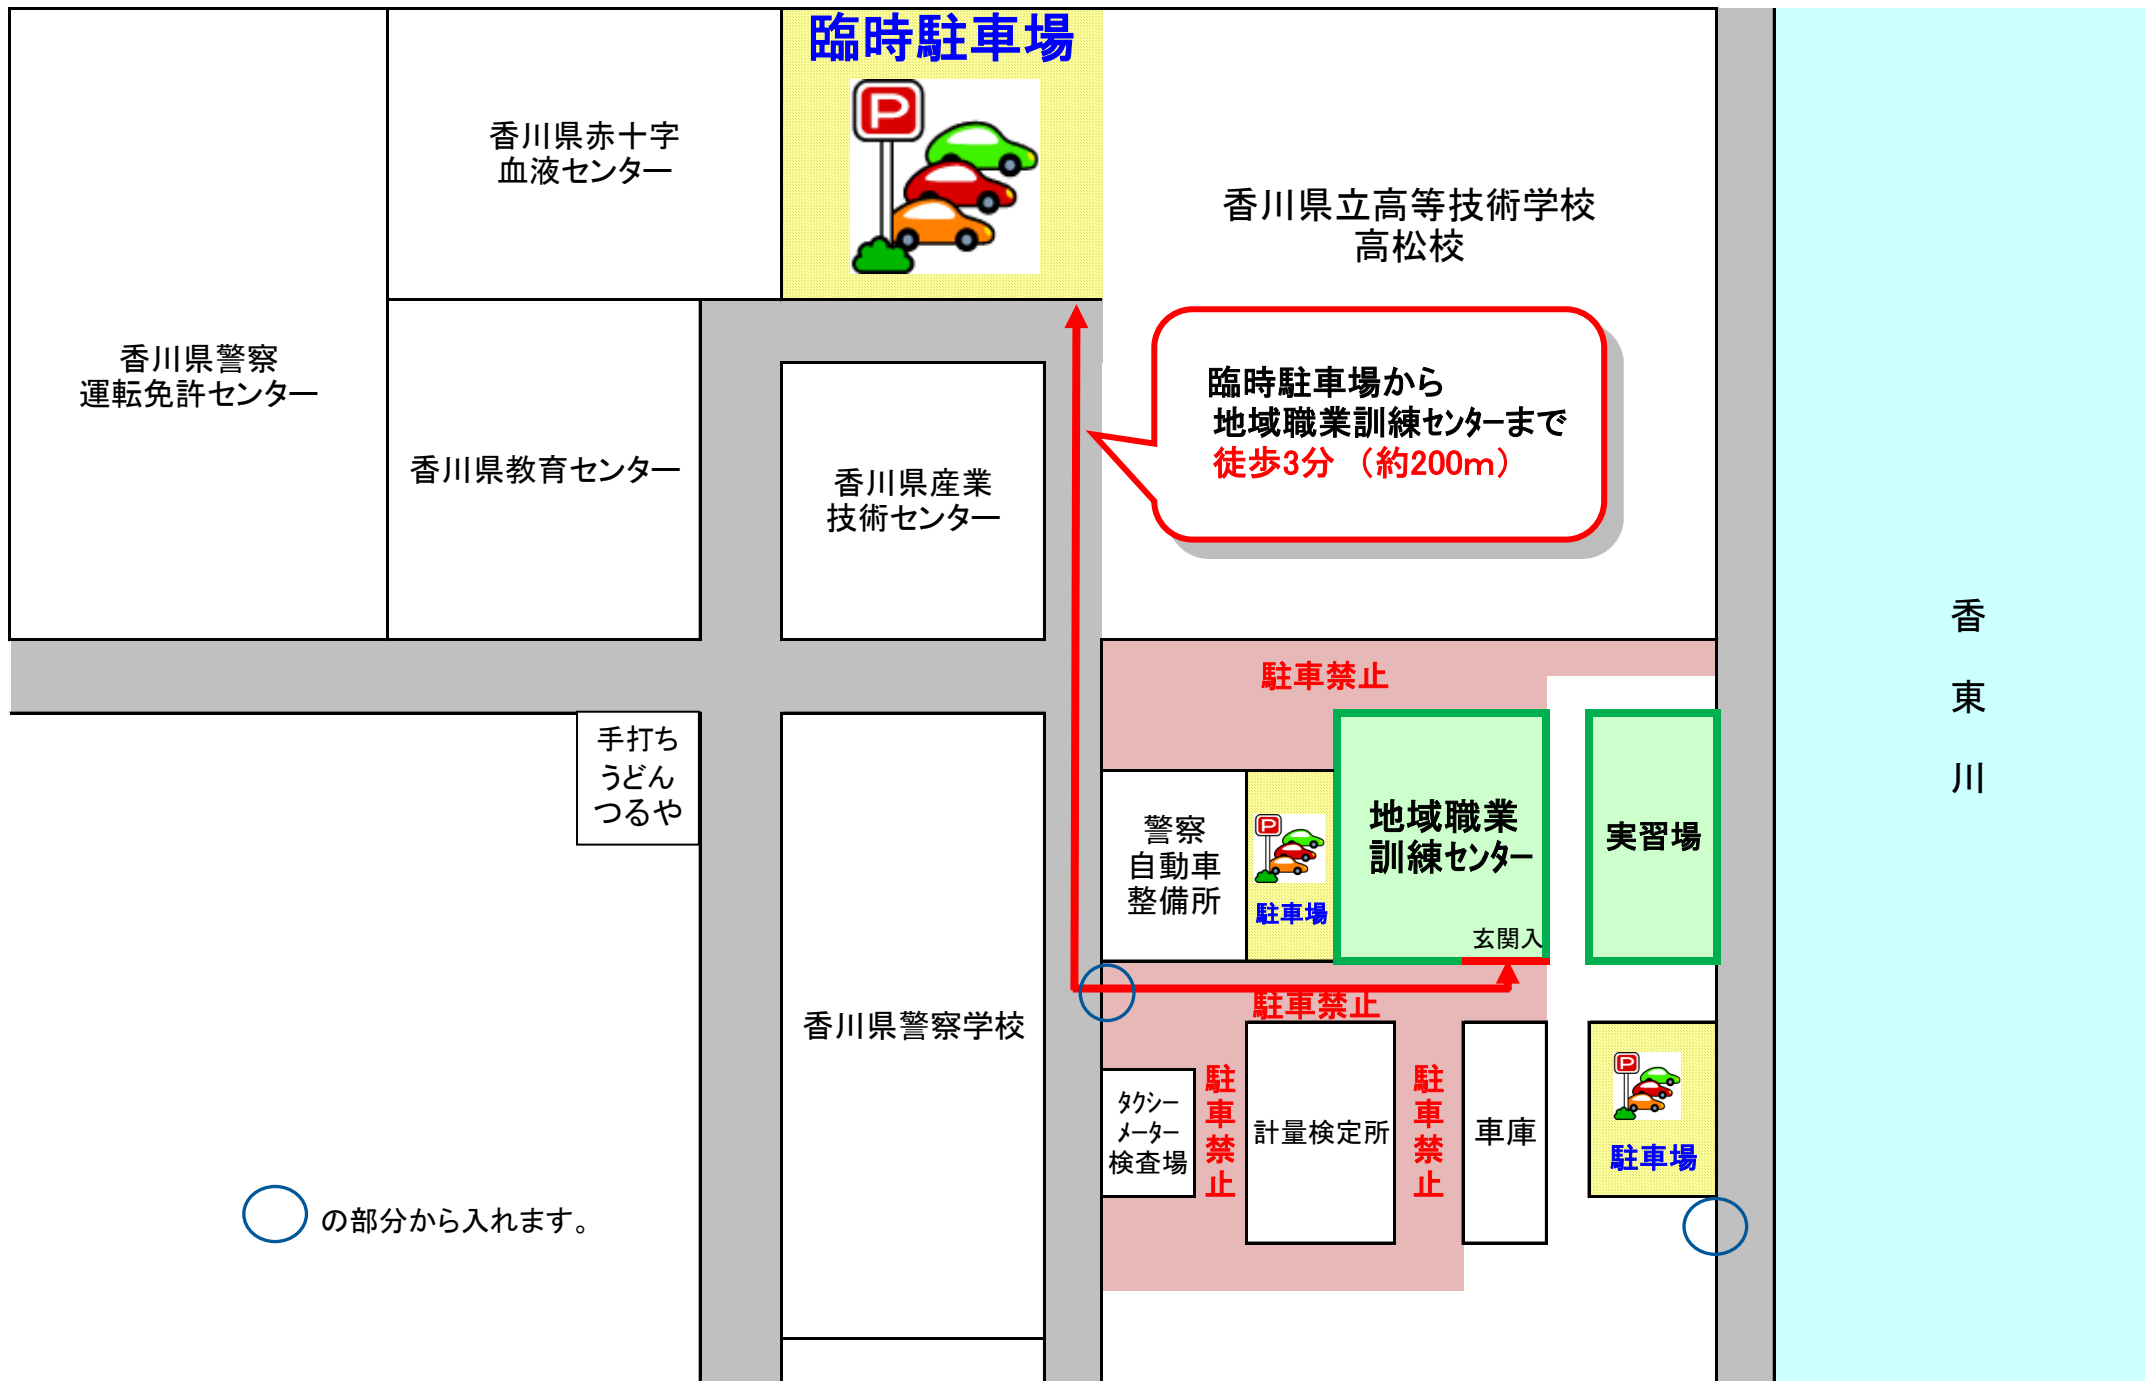 臨時駐車場
P
香川県赤十字
血液センター
香川県立高等技術学校
高松校
香川県警察
運転免許センター
香川県教育センター
香川県産業
技術センター
臨時駐車場から
地域職業訓練センターまで
徒歩3分（約200m）
香
東
川
駐車禁止
手打ち
うどん
つるや
警察
自動車
整備所
P
駐車場
地域職業
訓練センター
玄関入
実習場
駐車禁止
香川県警察学校
タクシー
メーター
検査場
駐車禁止
計量検定所
駐車禁止
車庫
P
駐車場
の部分から入れます。